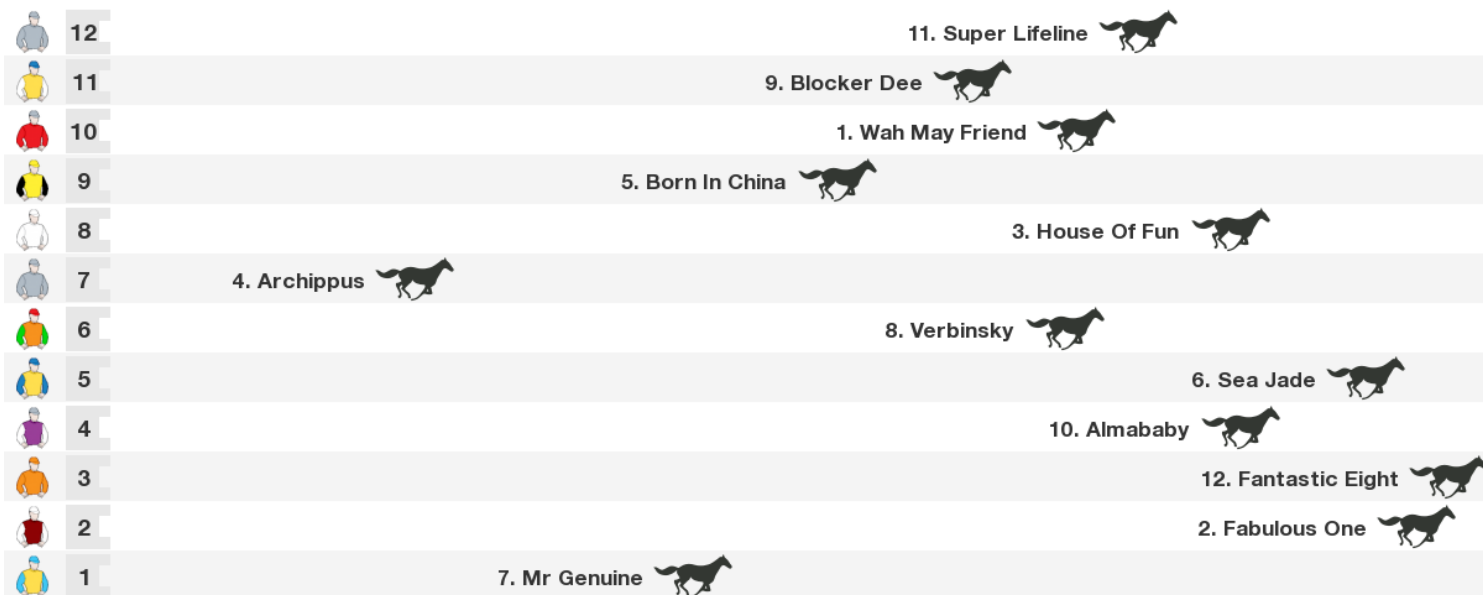 12 11. Super Lifeline
11 9. Blocker Dee
10 1. Wah May Friend
9 5. Born In China
8 3. House Of Fun
7 4. Archippus
6 8. Verbinsky
5 6. Sea Jade
4 10. Almababy
3 12. Fantastic Eight
2 2. Fabulous One
1 7. Mr Genuine